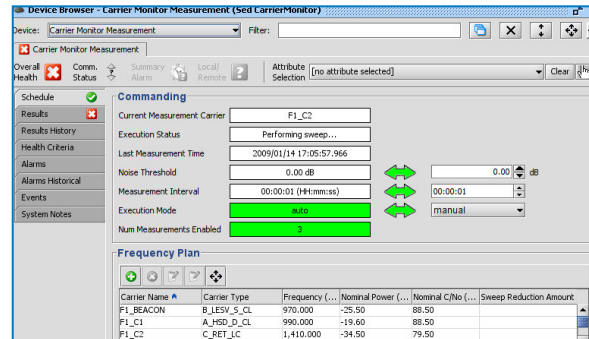 Device Browser - Carrier Monitor Measurement (Sed CarrierMonitor)
Device: Carrier Monitor Measurement Filter:
Carrier Monitor Measurement
Overall Health Comm. Status Summary Alarm Local/ Remote Attribute Selection [no attribute selected] Clear
Schedule
Results
Results History
Health Criteria
Alarms
Alarms Historical
Events
System Notes
Commanding
Current Measurement Carrier F1_C2
Execution Status Performing sweep...
Last Measurement Time 2009/01/14 17:05:57.966
Noise Threshold 0.00 dB 0.00 dB
Measurement Interval 00:00:01 (HH:mm:ss) 00:00:01
Execution Mode auto manual
Num Measurements Enabled 3
Frequency Plan
Carrier Name Carrier Type Frequency (... Nominal Power (... Nominal C/No (... Sweep Reduction Amount
F1_BEACON B_LESV_S_CL 970.000 -25.50 88.50
F1_C1 A_HSD_D_CL 990.000 -19.60 88.50
F1_C2 C_RET_LC 1,410.000 -34.50 79.50